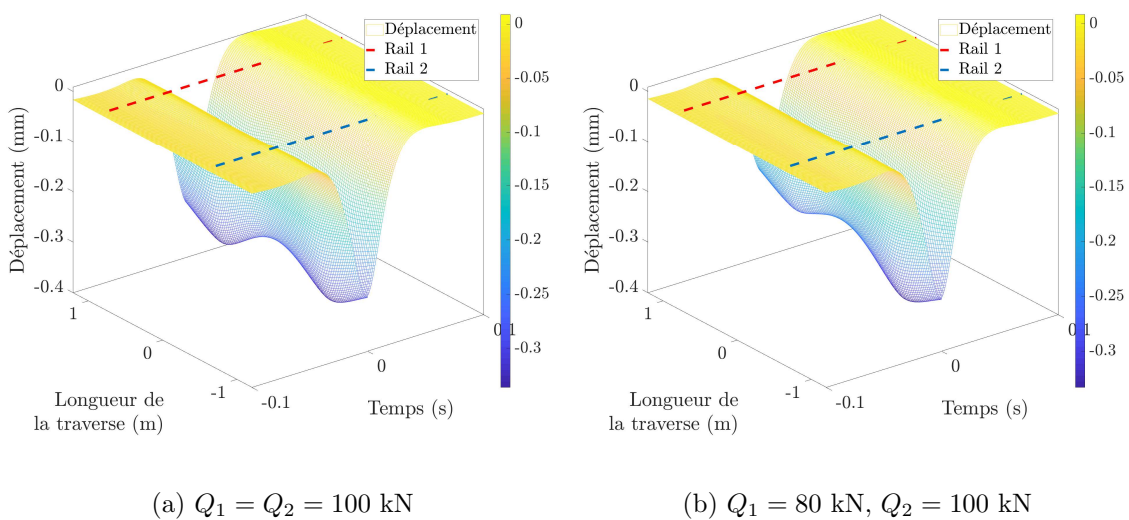 Déplacement
Rail 1
Rail 2
0
-0.1
-0.2
-0.3
-0.4
Déplacement (mm)
1
0
-1
Longueur de
la traverse (m)
-0.1
0
0.1
Temps (s)
0
-0.05
-0.1
-0.15
-0.2
-0.25
-0.3
(a) Q₁ = Q₂ = 100 kN
Déplacement
Rail 1
Rail 2
0
-0.1
-0.2
-0.3
-0.4
Déplacement (mm)
1
0
-1
Longueur de
la traverse (m)
-0.1
0
0.1
Temps (s)
0
-0.05
-0.1
-0.15
-0.2
-0.25
-0.3
(b) Q₁ = 80 kN, Q₂ = 100 kN